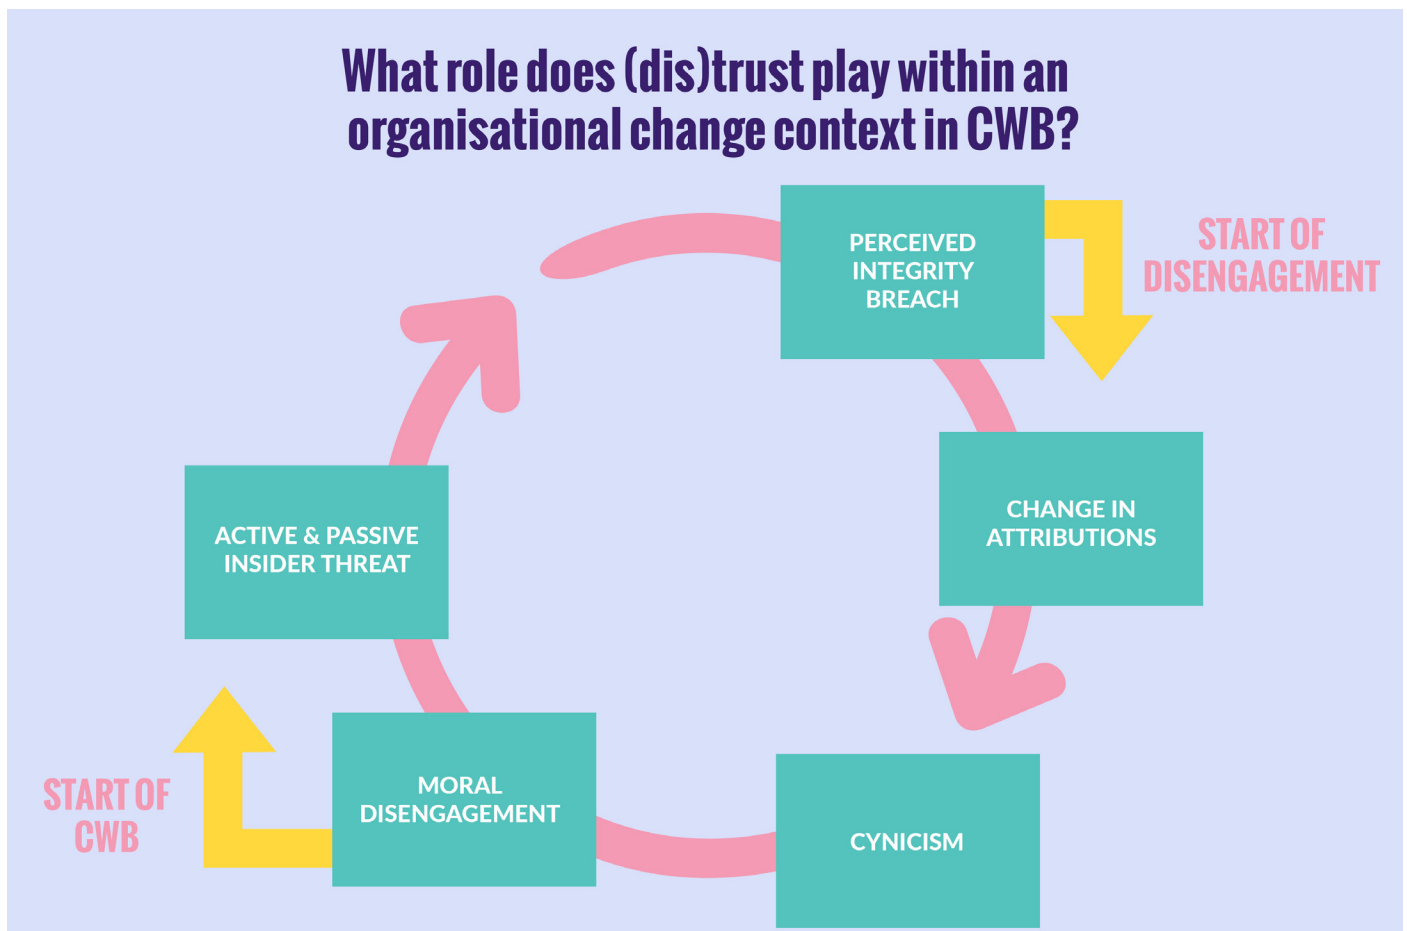 What role does (dis)trust play within an
organisational change context in CWB?
PERCEIVED
INTEGRITY
BREACH
START OF
DISENGAGEMENT
CHANGE IN
ATTRIBUTIONS
CYNICISM
MORAL
DISENGAGEMENT
START OF
CWB
ACTIVE & PASSIVE
INSIDER THREAT